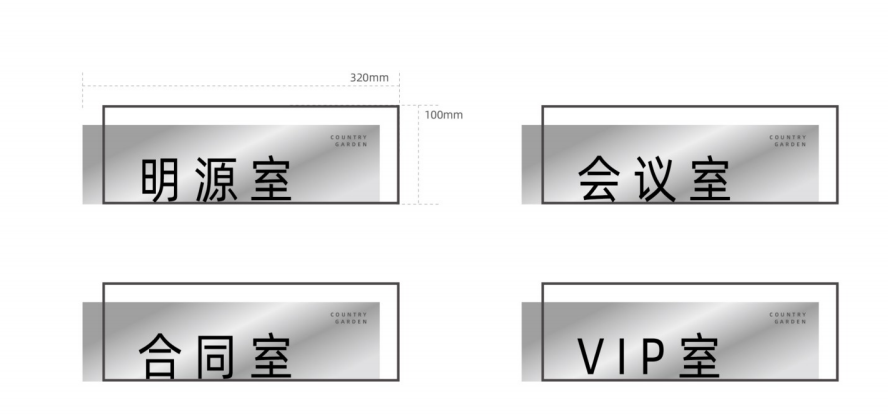 320mm
100mm
COUNTRY
GARDEN
明源室
COUNTRY
GARDEN
会议室
COUNTRY
GARDEN
合同室
COUNTRY
GARDEN
VIP室